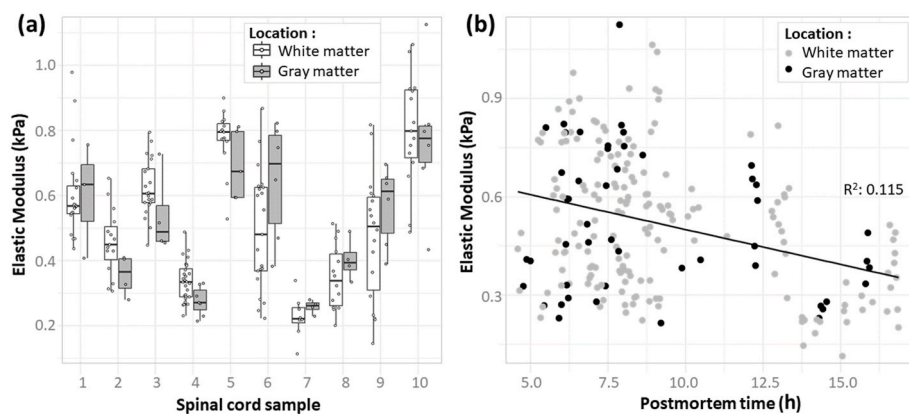 (a)
Location :
White matter
Gray matter
Elastic Modulus (kPa)
1.0
0.8
0.6
0.4
0.2
1 2 3 4 5 6 7 8 9 10
Spinal cord sample
(b)
Location :
White matter
Gray matter
Elastic Modulus (kPa)
0.9
0.6
0.3
R²: 0.115
5.0 7.5 10.0 12.5 15.0
Postmortem time (h)